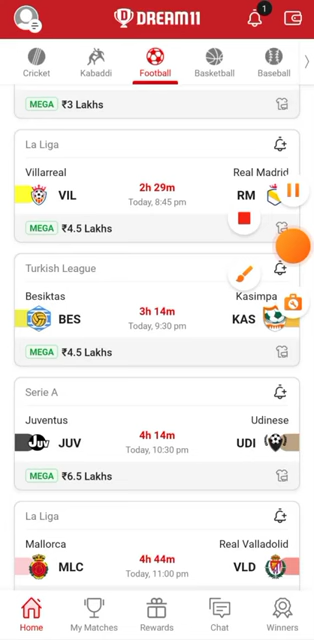 1
DREAM11
Cricket
Kabaddi
Football
Basketball
Baseball
MEGA ₹3 Lakhs
La Liga
Villarreal Real Madrid
VIL 2h 29m RM
Today, 8:45 pm
MEGA ₹4.5 Lakhs
Turkish League
Besiktas Kasimpa
BES 3h 14m KAS
Today, 9:30 pm
MEGA ₹4.5 Lakhs
Serie A
Juventus Udinese
JUV 4h 14m UDI
Today, 10:30 pm
MEGA ₹6.5 Lakhs
La Liga
Mallorca Real Valladolid
MLC 4h 44m VLD
Today, 11:00 pm
Home
My Matches
Rewards
Chat
Winners